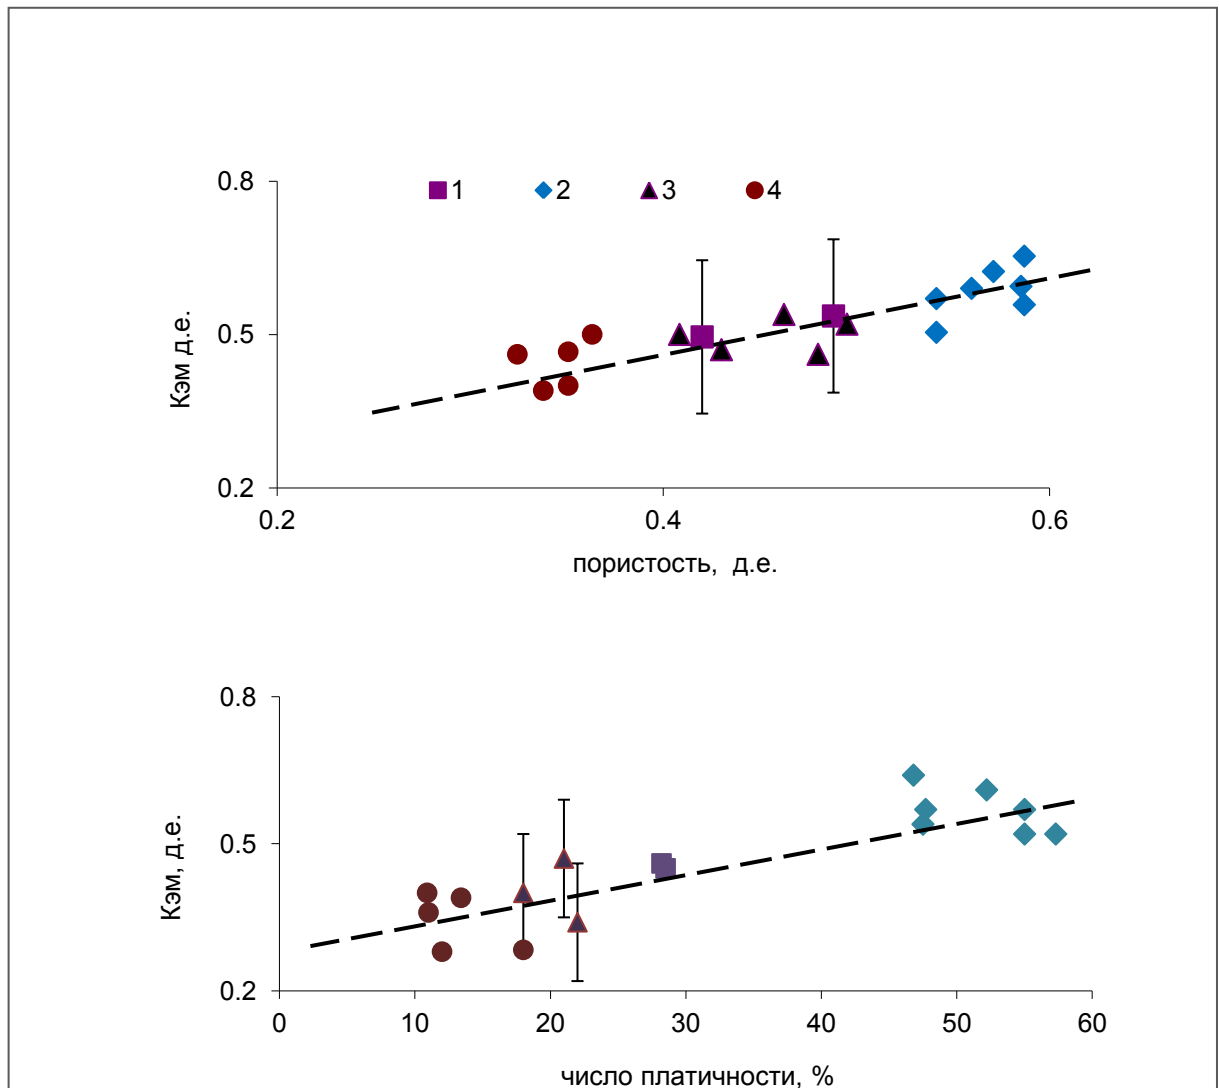 0.8
1 2 3 4
Кэм д.е.
0.5
0.2
0.2 0.4 0.6
пористость, д.е.
0.8
Кэм, д.е.
0.5
0.2
0 10 20 30 40 50 60
число платичности, %